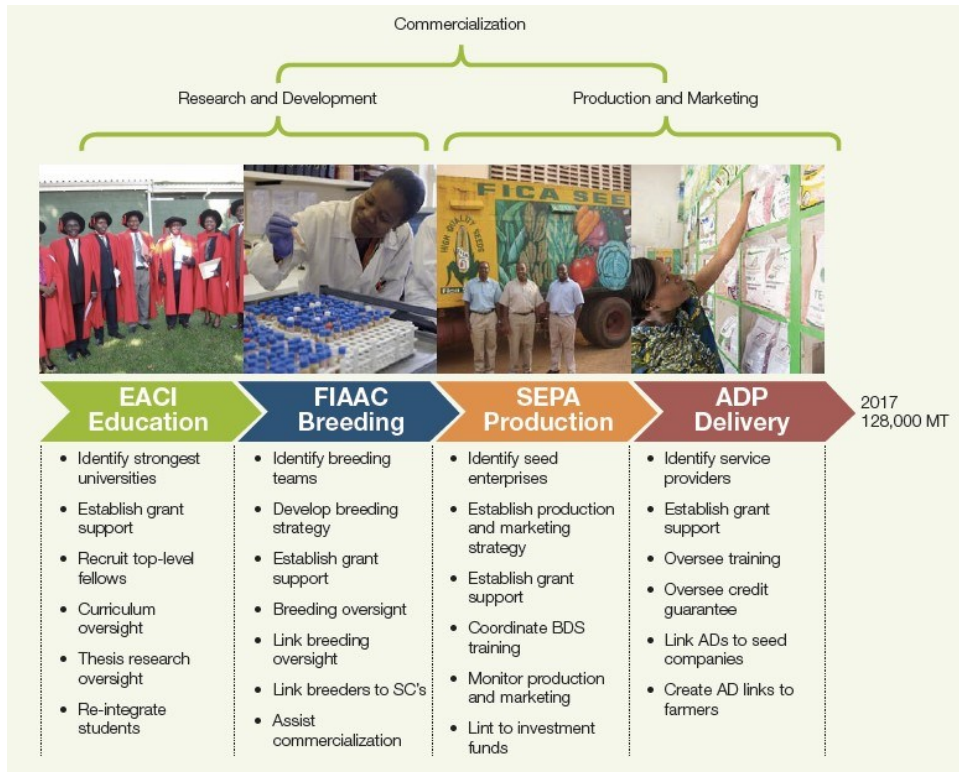 Commercialization
Research and Development
Production and Marketing
FICA SEE
HIGH QUALITY
SEEDS
EACI
Education
FIAAC
Breeding
SEPA
Production
ADP
Delivery
2017
128,000 MT
• Identify strongest
universities
• Establish grant
support
• Recruit top-level
fellows
• Curriculum
oversight
• Thesis research
oversight
• Re-integrate
students
• Identify breeding
teams
• Develop breeding
strategy
• Establish grant
support
• Breeding oversignt
• Link breeding
oversight
• Link breeders to SC's
• Assist
commercialization
• Identify seed
enterprises
• Establish production
and marketing
strategy
• Establish grant
support
• Coordinate BDS
training
• Monitor production
and marketing
• Lint to investment
funds
• Identify service
providers
• Establish grant
support
• Oversee training
• Oversee credit
guarantee
• Link ADs to seed
companies
• Create AD links to
farmers